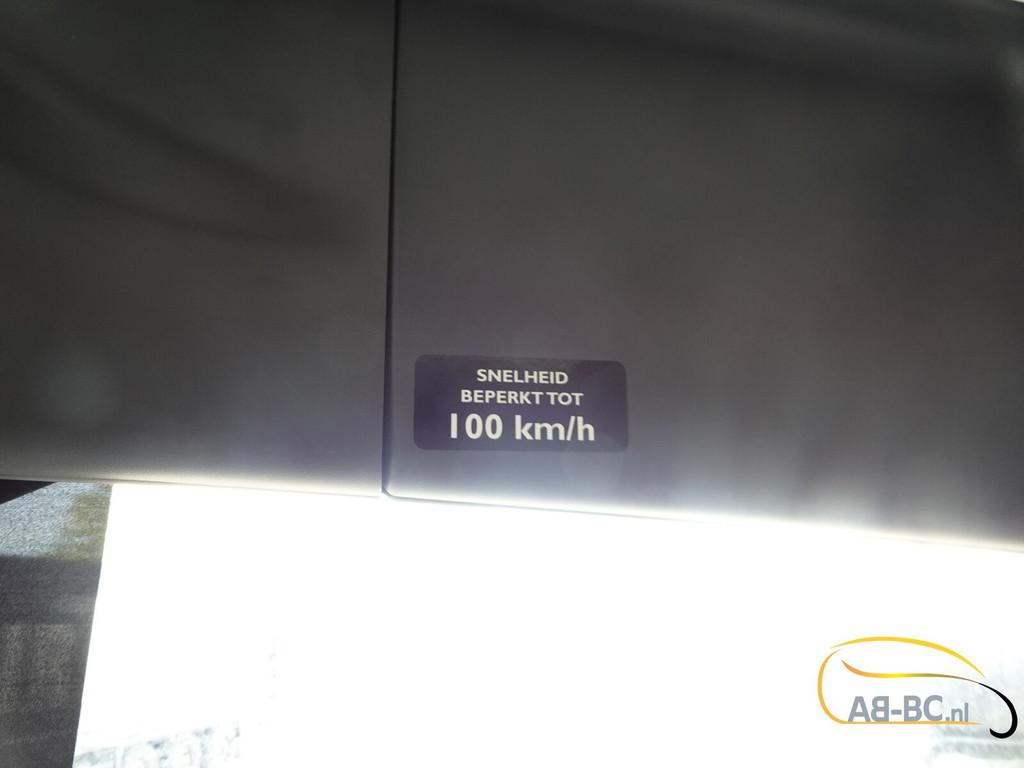 SNELHEID
BEPERKT TOT
100 km/h
AB-BC.nl